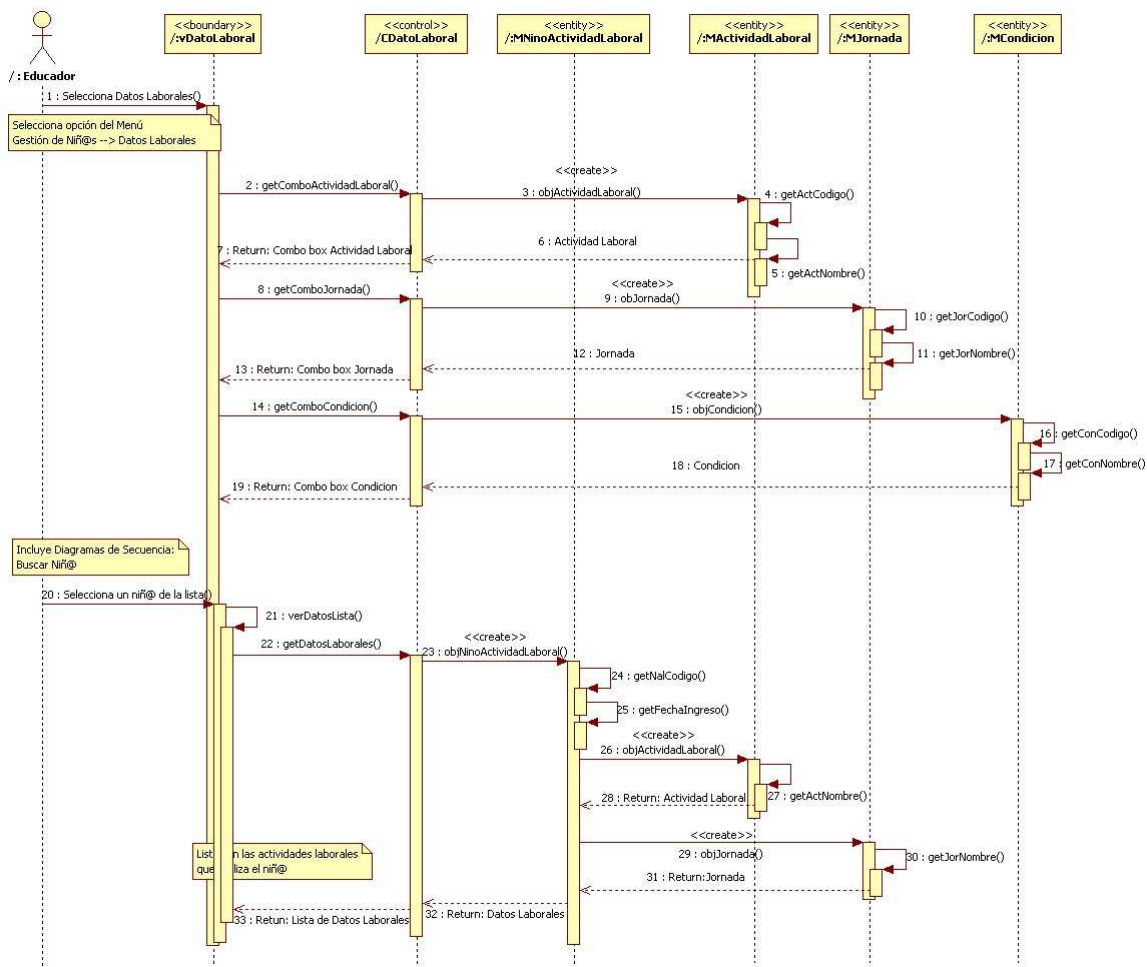 <<boundary>>
/:vDatoLaboral
<<control>>
/CDatoLaboral
<<entity>>
/:MNinoActividadLaboral
<<entity>>
/:MActividadLaboral
<<entity>>
/:MJornada
<<entity>>
/:MCondicion
/ : Educador
1 : Selecciona Datos Laborales()
Selecciona opción del Menú
Gestión de Niñ@s --> Datos Laborales
2 : getComboActividadLaboral()
<<create>>
3 : objActividadLaboral()
4 : getActCodigo()
5 : getActNombre()
6 : Actividad Laboral
7 : Return: Combo box Actividad Laboral
8 : getComboJornada()
<<create>>
9 : obJornada()
10 : getJorCodigo()
11 : getJorNombre()
12 : Jornada
13 : Return: Combo box Jornada
14 : getComboCondicion()
<<create>>
15 : objCondicion()
16 : getConCodigo()
17 : getConNombre()
18 : Condicion
19 : Return: Combo box Condicion
Incluye Diagramas de Secuencia:
Buscar Niñ@
20 : Selecciona un niñ@ de la lista()
21 : verDatosLista()
22 : getDatosLaborales()
<<create>>
23 : objNinoActividadLaboral()
24 : getNalCodigo()
25 : getFechaIngreso()
<<create>>
26 : objActividadLaboral()
27 : getActNombre()
28 : Return: Actividad Laboral
<<create>>
29 : objJornada()
30 : getJorNombre()
31 : Return:Jornada
las actividades laborales
el niñ@
32 : Return: Datos Laborales
33 : Retun: Lista de Datos Laborales